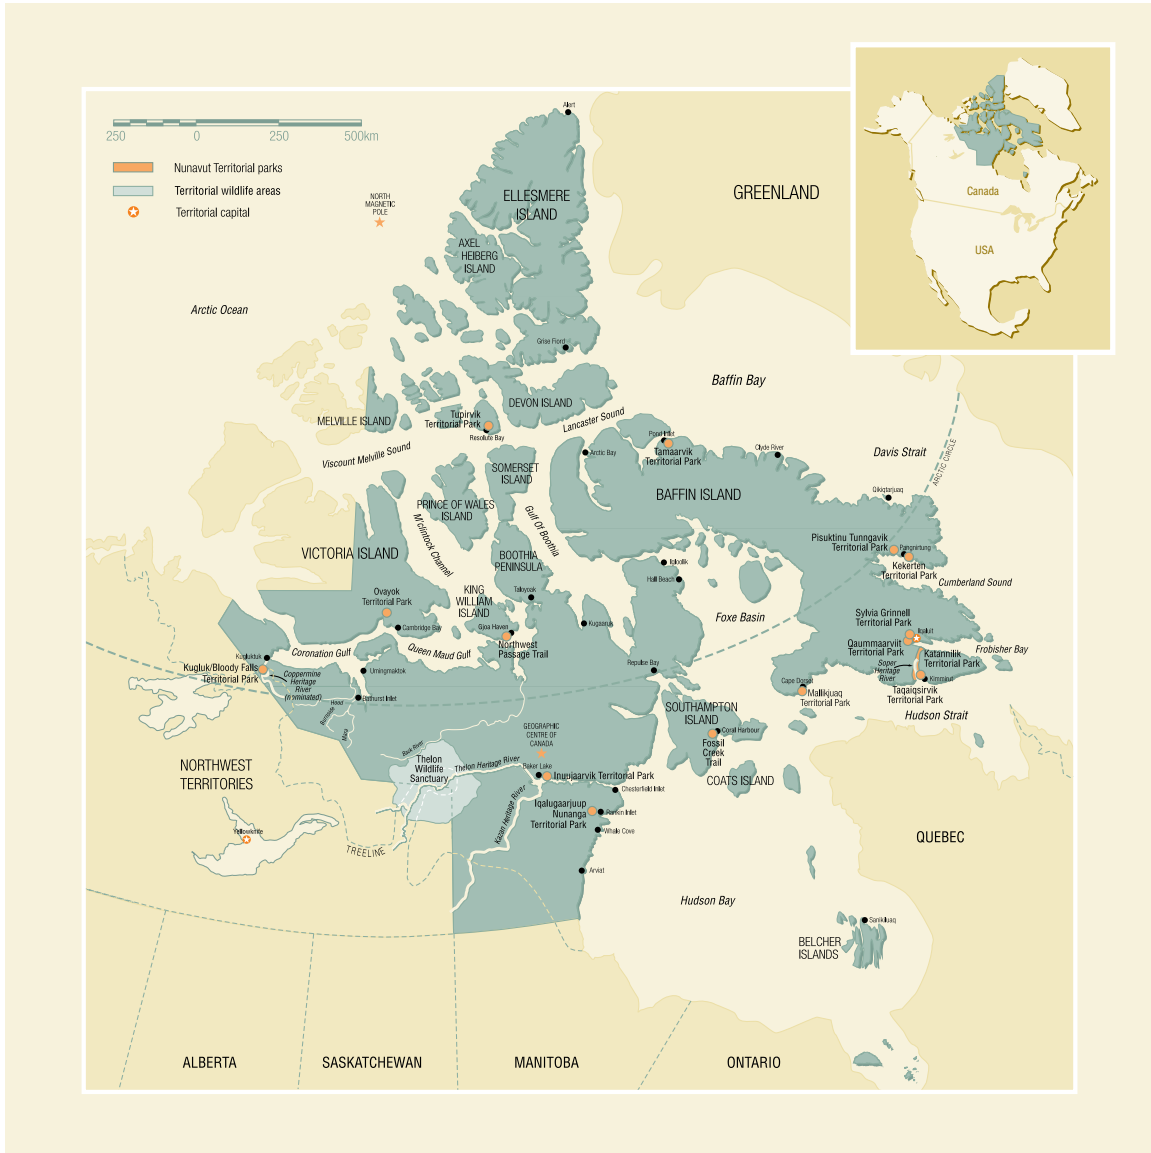 Alert
250
0
250
500km
Nunavut Territorial parks
Territorial wildlife areas
Territorial capital
NORTH
MAGNETIC
POLE
ELLESMERE
ISLAND
GREENLAND
Canada
USA
AXEL
HEIBERG
ISLAND
Arctic Ocean
Grise Fiord
Baffin Bay
DEVON ISLAND
MELVILLE ISLAND
Tupirvik
Territorial Park
Resolute Bay
Lancaster Sound
Viscount Melville Sound
Pond Inlet
Tamaarvik
Territorial Park
Arctic Bay
Clyde River
Davis Strait
ARCTIC CIRCLE
SOMERSET
ISLAND
PRINCE OF WALES
ISLAND
BAFFIN ISLAND
Qikiqtarjuaq
M'clintock Channel
Gulf Of Boothia
VICTORIA ISLAND
BOOTHIA
PENINSULA
Pisuktinu Tunngavik
Territorial Park
Pangnirtung
Kekerten
Territorial Park
Cumberland Sound
Igloolik
Hall Beach
Ovayok
Territorial Park
KING
WILLIAM
ISLAND
Taloyoak
Cambridge Bay
Gjoa Haven
Northwest
Passage Trail
Kugaaruk
Foxe Basin
Sylvia Grinnell
Territorial Park
Iqaluit
Qaummaarviit
Territorial Park
Katannilik
Territorial Park
Frobisher Bay
Soper
Heritage
River
Kimmirut
Taqaiqsirvik
Territorial Park
Hudson Strait
Kugluktuk
Kugluk/Bloody Falls
Territorial Park
Coronation Gulf
Queen Maud Gulf
Coppermine
Heritage
River
(nominated)
Umingmaktok
Bathurst Inlet
Hood
Burnside
Mara
Repulse Bay
Cape Dorset
Mallikjuaq
Territorial Park
SOUTHAMPTON
ISLAND
Coral Harbour
Fossil
Creek
Trail
COATS ISLAND
GEOGRAPHIC
CENTRE OF
CANADA
Back River
Thelon
Wildlife
Sanctuary
Thelon Heritage River
Baker Lake
Inuujaarvik Territorial Park
Chesterfield Inlet
Kazan Heritage River
Iqalugaarjuup
Nunanga
Territorial Park
Rankin Inlet
Whale Cove
Arviat
NORTHWEST
TERRITORIES
Yellowknife
TREELINE
QUEBEC
Hudson Bay
Sanikiluaq
BELCHER
ISLANDS
ALBERTA
SASKATCHEWAN
MANITOBA
ONTARIO